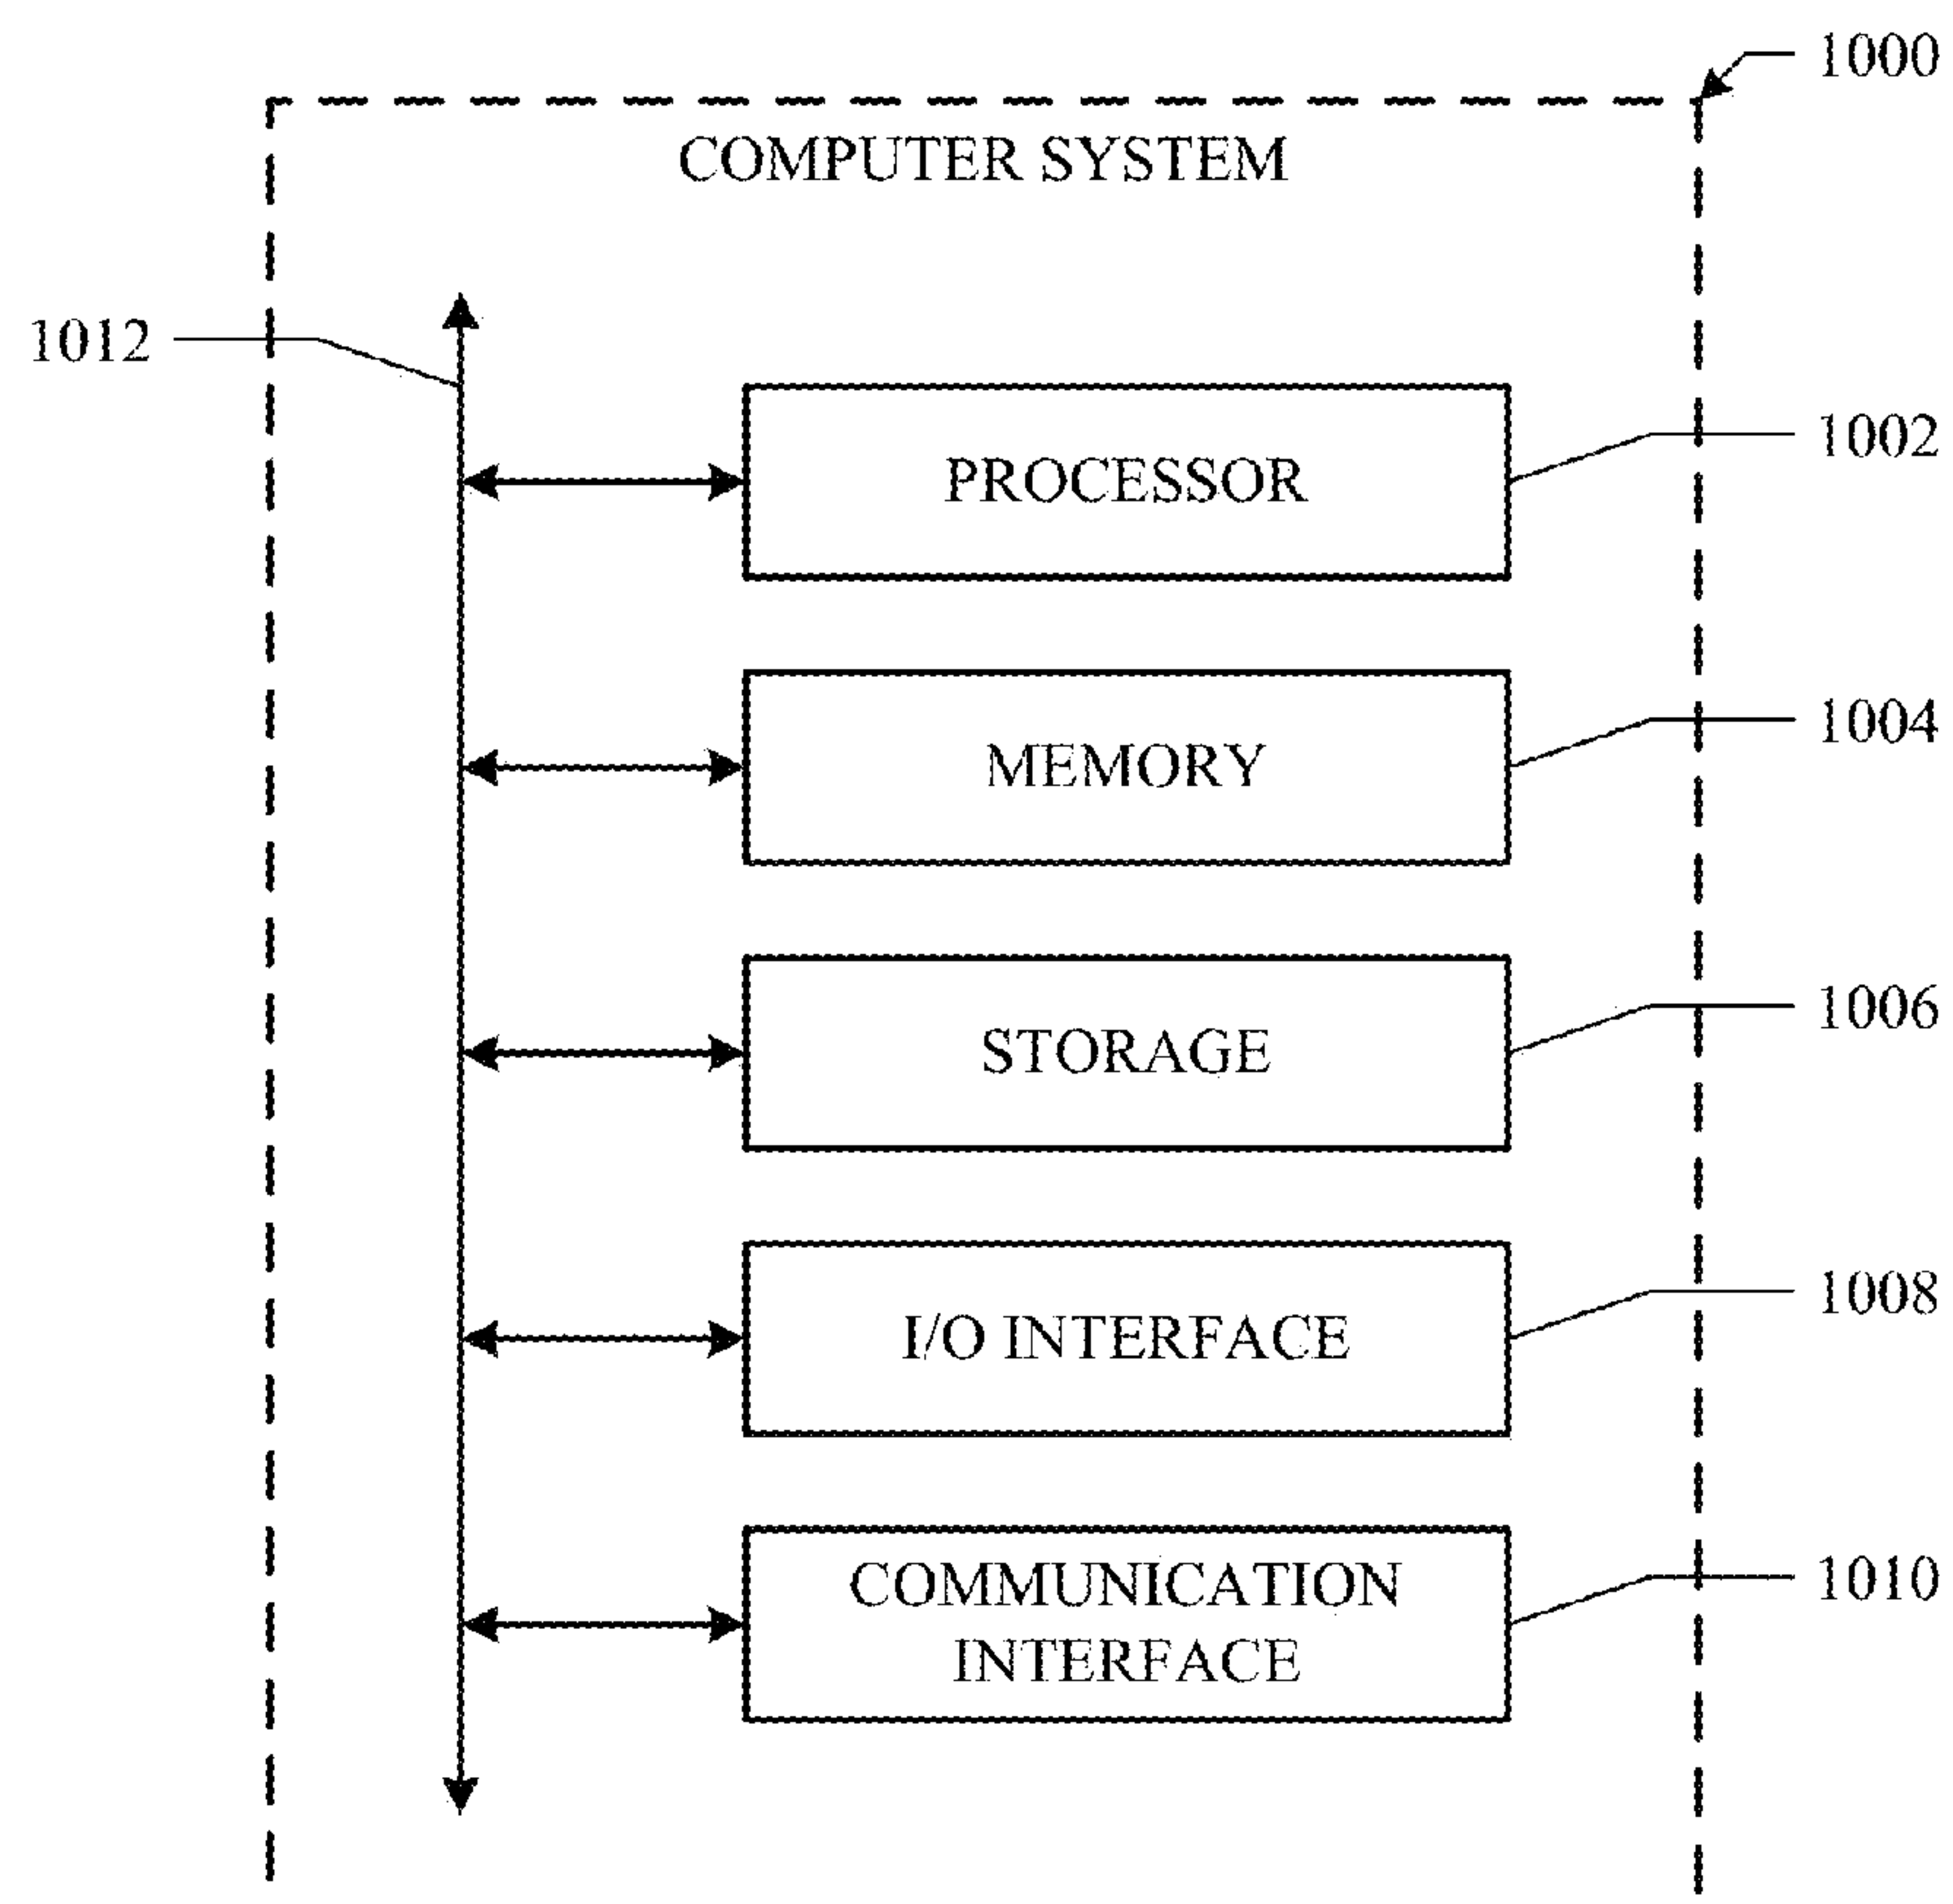 1000
COMPUTER SYSTEM
1012
PROCESSOR
1002
MEMORY
1004
STORAGE
1006
I/O INTERFACE
1008
COMMUNICATION
INTERFACE
1010